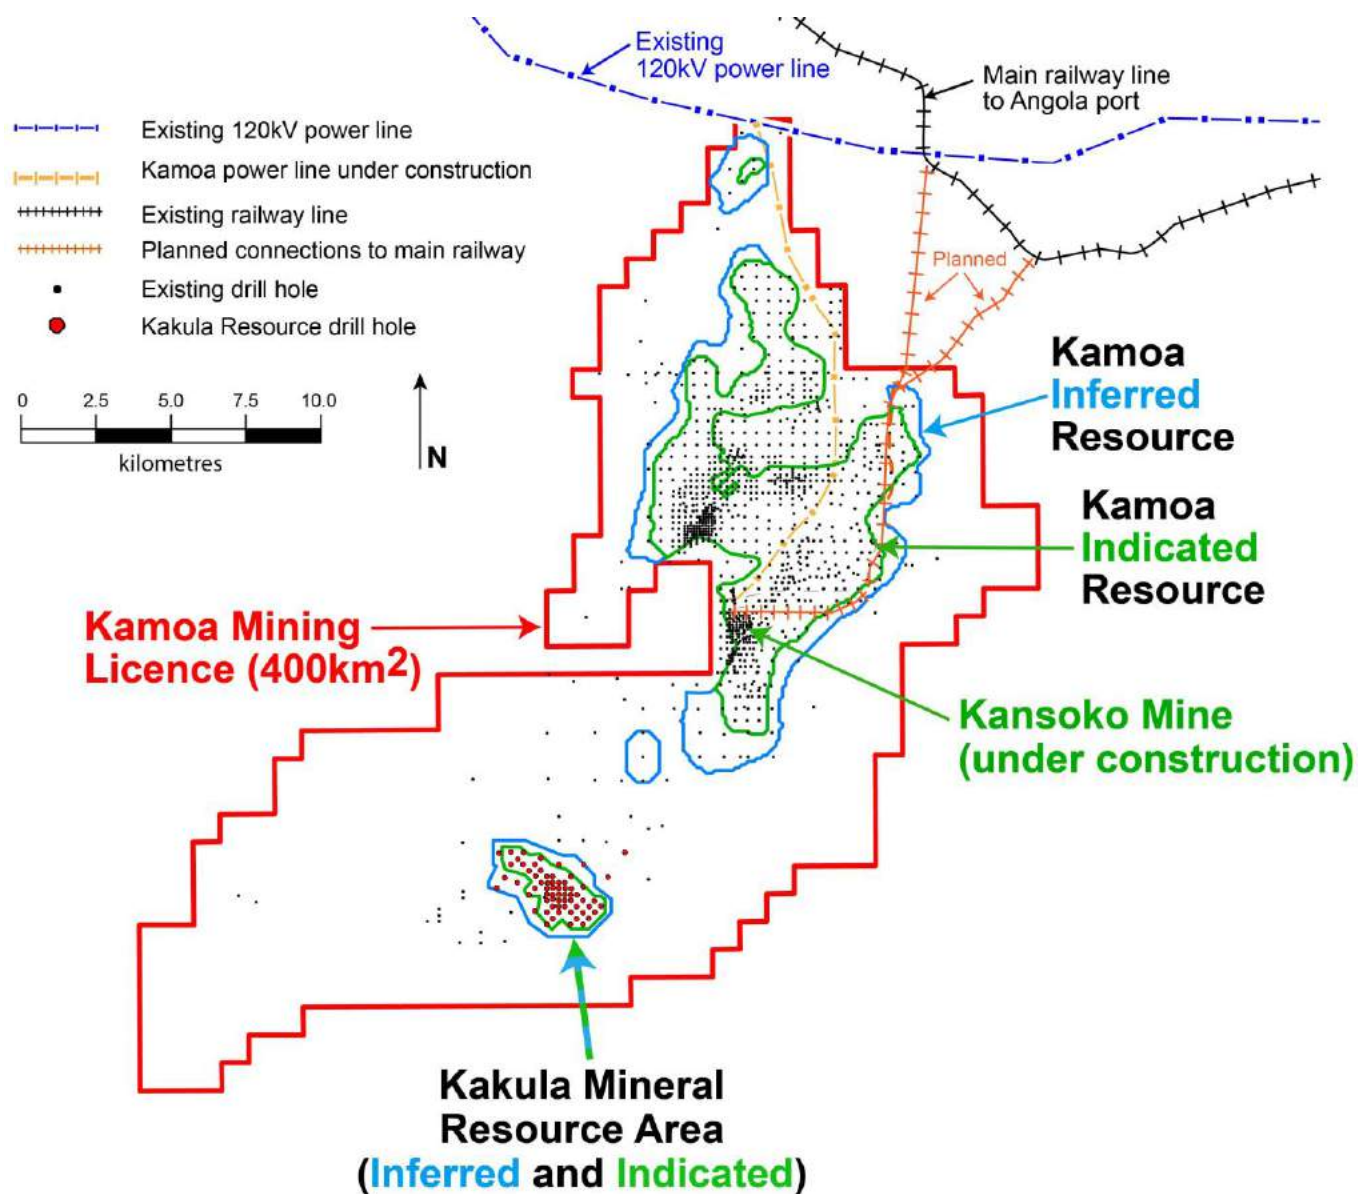 Existing
120kV power line
Main railway line
to Angola port
Existing 120kV power line
Kamoa power line under construction
Existing railway line
Planned connections to main railway
Existing drill hole
Kakula Resource drill hole
0 2.5 5.0 7.5 10.0
kilometres
N
Planned
Kamoa
Inferred
Resource
Kamoa
Indicated
Resource
Kamoa Mining
Licence (400km²)
Kansoko Mine
(under construction)
Kakula Mineral
Resource Area
(Inferred and Indicated)